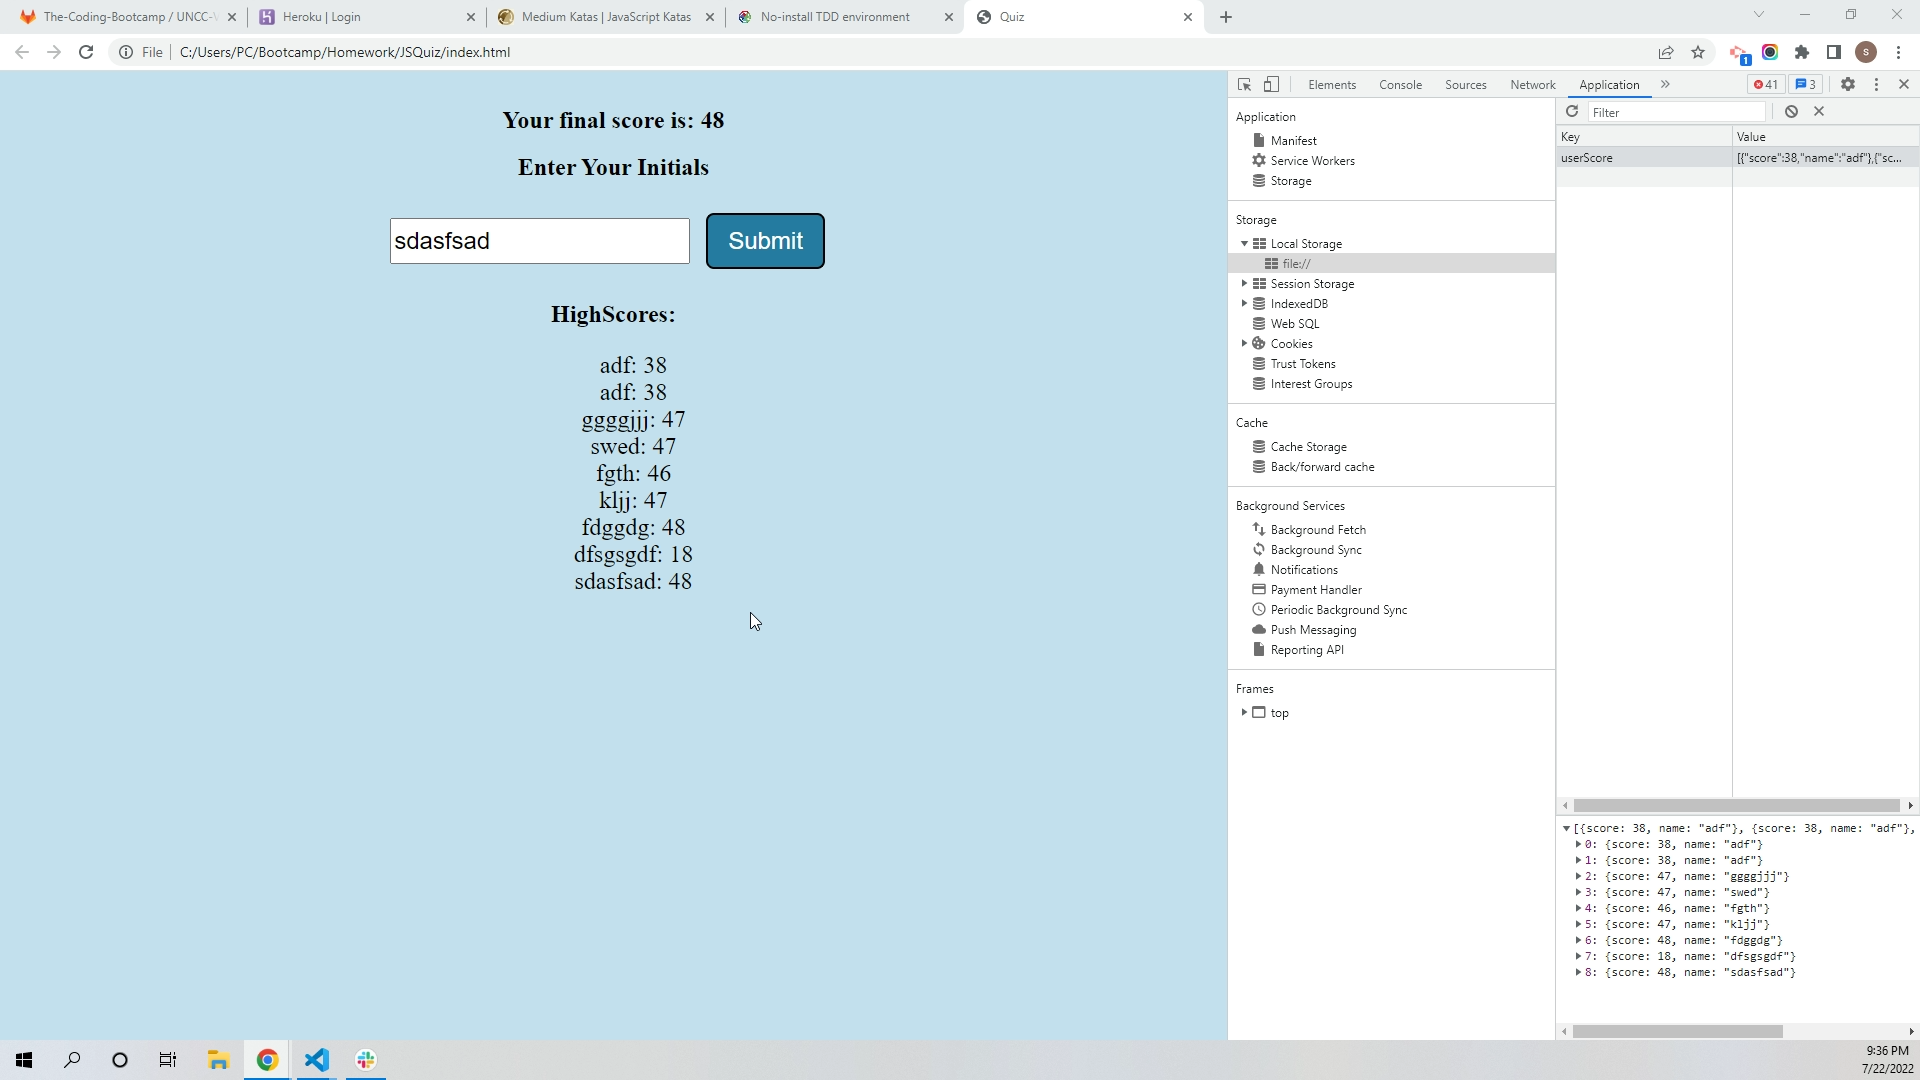 The-Coding-Bootcamp / UNCC-V
Heroku | Login
Medium Katas | JavaScript Katas
No-install TDD environment
Quiz
File | C:/Users/PC/Bootcamp/Homework/JSQuiz/index.html
1
S
Your final score is: 48
Enter Your Initials
sdasfsad
Submit
HighScores:
adf: 38
adf: 38
ggggjjj: 47
swed: 47
fgth: 46
kljj: 47
fdggdg: 48
dfsgsgdf: 18
sdasfsad: 48
Elements Console Sources Network Application » 41 3
Application
Manifest
Service Workers
Storage
Storage
Local Storage
file://
Session Storage
IndexedDB
Web SQL
Cookies
Trust Tokens
Interest Groups
Cache
Cache Storage
Back/forward cache
Background Services
Background Fetch
Background Sync
Notifications
Payment Handler
Periodic Background Sync
Push Messaging
Reporting API
Frames
top
Filter
Key Value
userScore [{"score":38,"name":"adf"},{"sc...
[{score: 38, name: "adf"}, {score: 38, name: "adf"},
0: {score: 38, name: "adf"}
1: {score: 38, name: "adf"}
2: {score: 47, name: "ggggjjj"}
3: {score: 47, name: "swed"}
4: {score: 46, name: "fgth"}
5: {score: 47, name: "kljj"}
6: {score: 48, name: "fdggdg"}
7: {score: 18, name: "dfsgsgdf"}
8: {score: 48, name: "sdasfsad"}
9:36 PM
7/22/2022